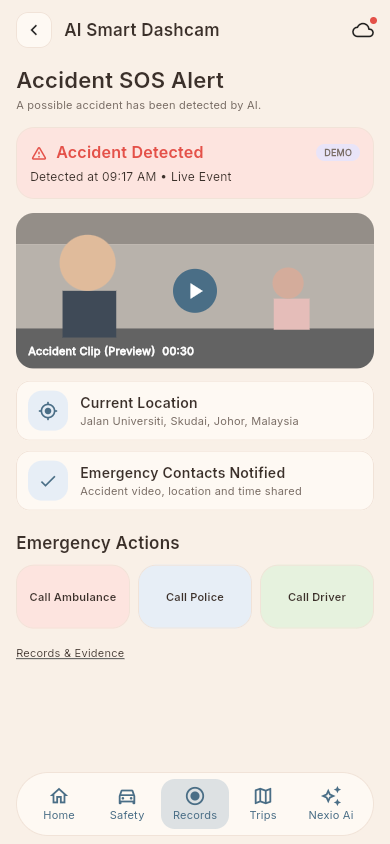 AI Smart Dashcam
Accident SOS Alert
A possible accident has been detected by AI.
Accident Detected
DEMO
Detected at 09:17 AM • Live Event
Accident Clip (Preview) 00:30
Current Location
Jalan Universiti, Skudai, Johor, Malaysia
Emergency Contacts Notified
Accident video, location and time shared
Emergency Actions
Call Ambulance
Call Police
Call Driver
Records & Evidence
Home
Safety
Records
Trips
Nexio Ai